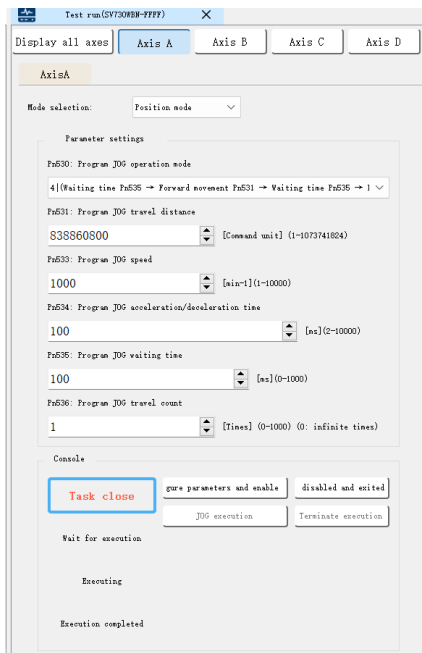 Test run(SV730WBN-FFFF)
Display all axes Axis A Axis B Axis C Axis D
AxisA
Mode selection: Position mode
Parameter settings
Pn530: Program JOG operation mode
4|(Waiting time Pn535 → Forward movement Pn531 → Waiting time Pn535 →
Pn531: Program JOG travel distance
838860800 [Command unit] (1-1073741824)
Pn533: Program JOG speed
1000 [min-1](1-10000)
Pn534: Program JOG acceleration/deceleration time
100 [ms](2-10000)
Pn535: Program JOG waiting time
100 [ms](0-1000)
Pn536: Program JOG travel count
1 [Times] (0-1000) (0: infinite times)
Console
Task close gure parameters and enable disabled and exited
JOG execution Terminate execution
Wait for execution
Executing
Execution completed